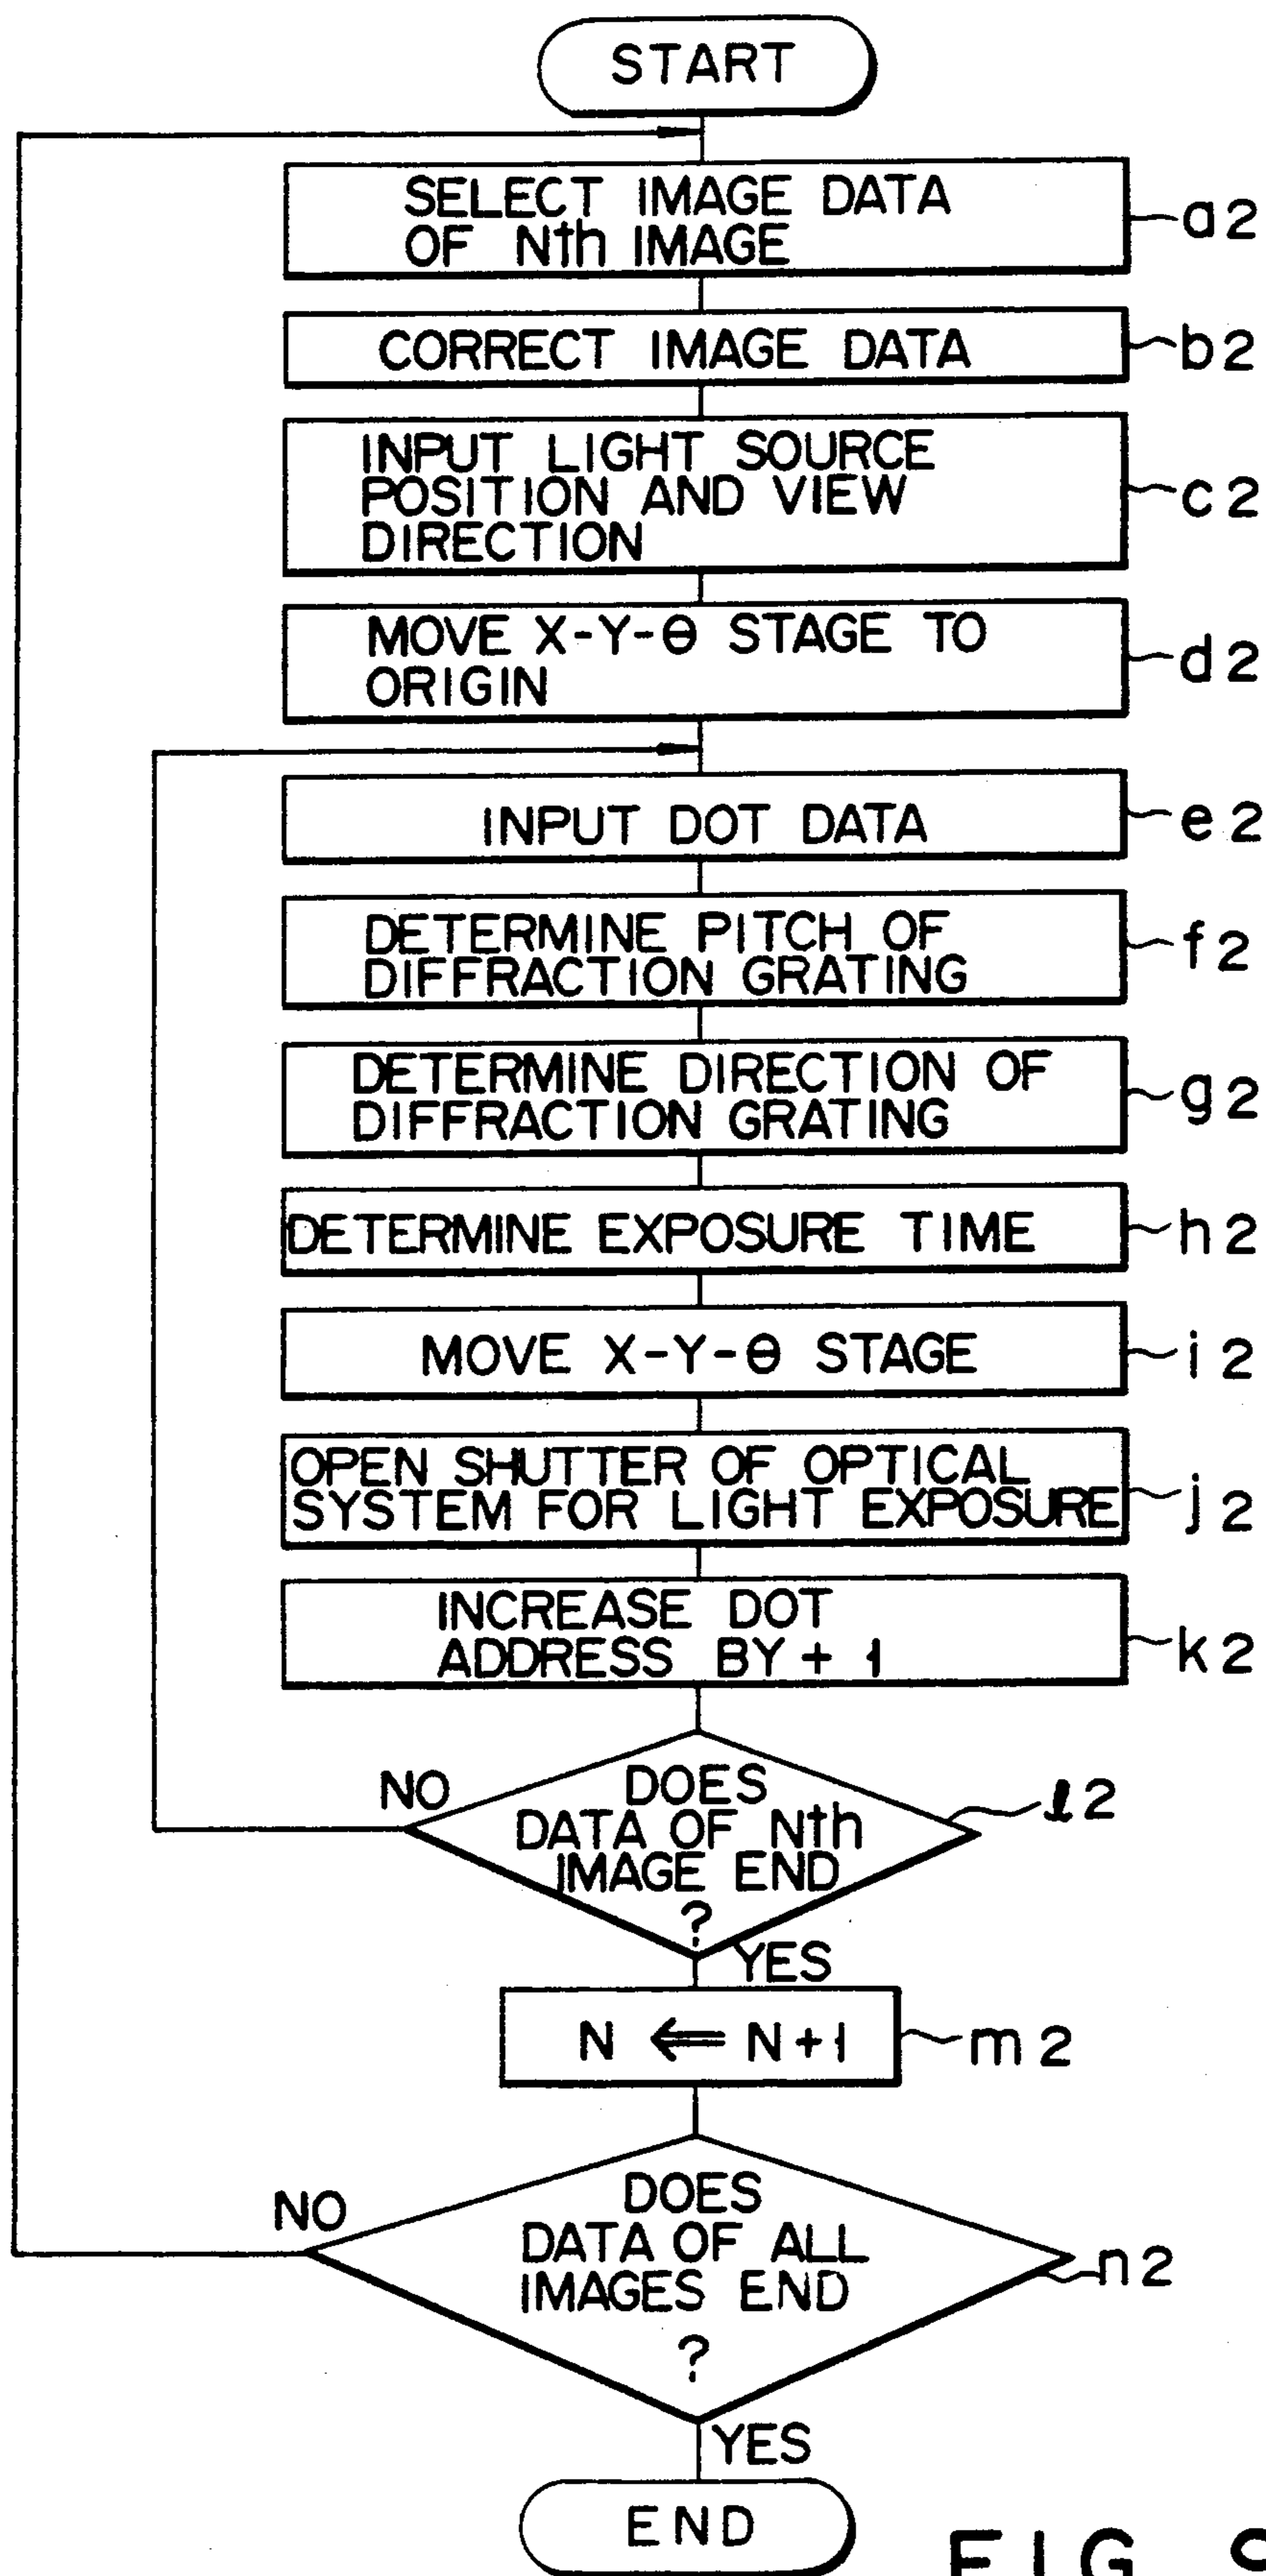 START
SELECT IMAGE DATA
OF Nth IMAGE
a2
CORRECT IMAGE DATA
b2
INPUT LIGHT SOURCE
POSITION AND VIEW
DIRECTION
c2
MOVE X-Y-θ STAGE TO
ORIGIN
d2
INPUT DOT DATA
e2
DETERMINE PITCH OF
DIFFRACTION GRATING
f2
DETERMINE DIRECTION OF
DIFFRACTION GRATING
g2
DETERMINE EXPOSURE TIME
h2
MOVE X-Y-θ STAGE
i2
OPEN SHUTTER OF OPTICAL
SYSTEM FOR LIGHT EXPOSURE
j2
INCREASE DOT
ADDRESS BY + 1
k2
NO
DOES
DATA OF Nth
IMAGE END
?
l2
YES
N ⇐ N+1
m2
NO
DOES
DATA OF ALL
IMAGES END
?
n2
YES
END
FIG. 9